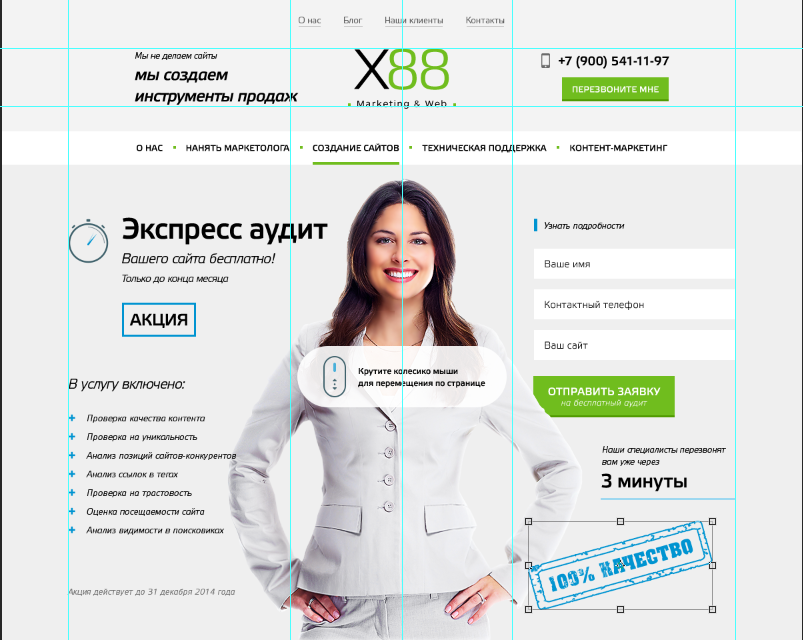 О нас Блог Наши клиенты Контакты
Мы не делаем сайты
мы создаем
инструменты продаж
X88
Marketing & Web
+7 (900) 541-11-97
ПЕРЕЗВОНИТЕ МНЕ
О НАС НАНЯТЬ МАРКЕТОЛОГА СОЗДАНИЕ САЙТОВ ТЕХНИЧЕСКАЯ ПОДДЕРЖКА КОНТЕНТ-МАРКЕТИНГ
Экспресс аудит
Вашего сайта бесплатно!
Только до конца месяца
АКЦИЯ
В услугу включено:
Проверка качества контента
Проверка на уникальность
Анализ позиций сайтов-конкурентов
Анализ ссылок в тегах
Проверка на трастовость
Оценка посещаемости сайта
Анализ видимости в поисковиках
Акция действует до 31 декабря 2014 года
Крутите колесико мыши
для перемещения по странице
Узнать подробности
Ваше имя
Контактный телефон
Ваш сайт
ОТПРАВИТЬ ЗАЯВКУ
на бесплатный аудит
Наши специалисты перезвонят
вам уже через
3 минуты
100% КАЧЕСТВО